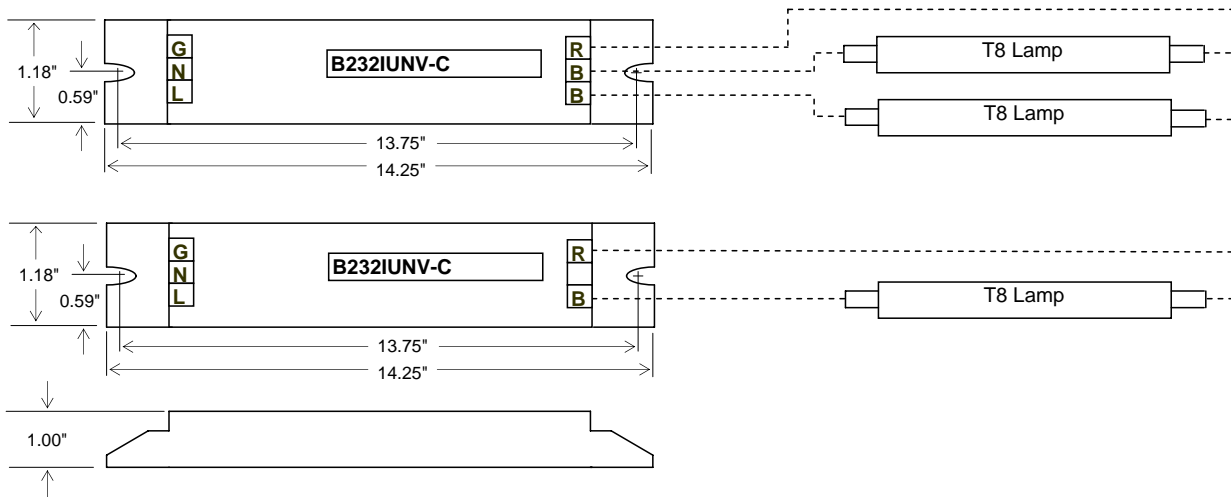 G
N
L
B232IUNV-C
R
B
B
T8 Lamp
T8 Lamp
1.18"
0.59"
13.75"
14.25"
G
N
L
B232IUNV-C
R
B
T8 Lamp
1.18"
0.59"
13.75"
14.25"
1.00"